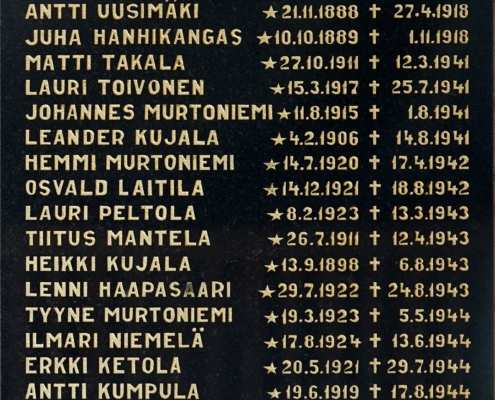 ANTTI UUSIMÄKI ★21.11.1888 † 27.4.1918
JUHA HANHIKANGAS ★10.10.1889 † 1.11.1918
MATTI TAKALA ★27.10.1911 † 12.3.1941
LAURI TOIVONEN ★15.3.1917 † 25.7.1941
JOHANNES MURTONIEMI ★11.8.1915 † 1.8.1941
LEANDER KUJALA ★4.2.1906 † 14.8.1941
HEMMI MURTONIEMI ★14.7.1920 † 17.4.1942
OSVALD LAITILA ★14.12.1921 † 18.8.1942
LAURI PELTOLA ★8.2.1923 † 13.3.1943
TIITUS MANTELA ★26.7.1911 † 12.4.1943
HEIKKI KUJALA ★13.9.1898 † 6.8.1943
LENNI HAAPASAARI ★29.7.1922 † 24.8.1943
TYYNE MURTONIEMI ★19.3.1923 † 5.5.1944
ILMARI NIEMELÄ ★17.8.1924 † 13.6.1944
ERKKI KETOLA ★20.5.1921 † 29.7.1944
ANTTI KUMPULA ★19.6.1919 † 17.8.1944